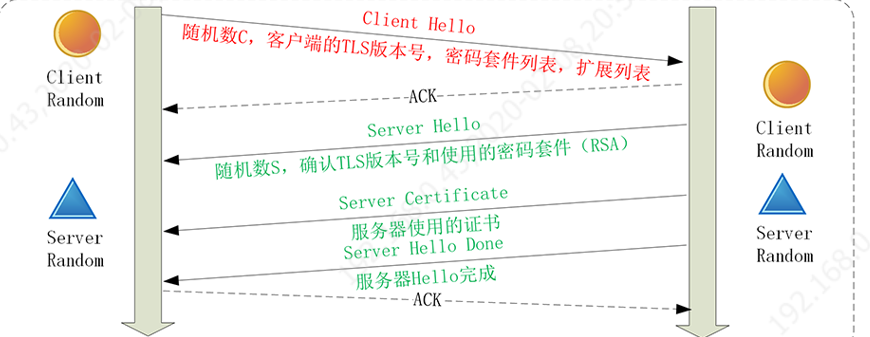 Client Hello
随机数C，客户端的TLS版本号，密码套件列表，扩展列表
Client
Random
ACK
Client
Random
Server Hello
随机数S，确认TLS版本号和使用的密码套件（RSA）
Server Certificate
服务器使用的证书
Server
Random
Server
Random
Server Hello Done
服务器Hello完成
ACK
192.168.0